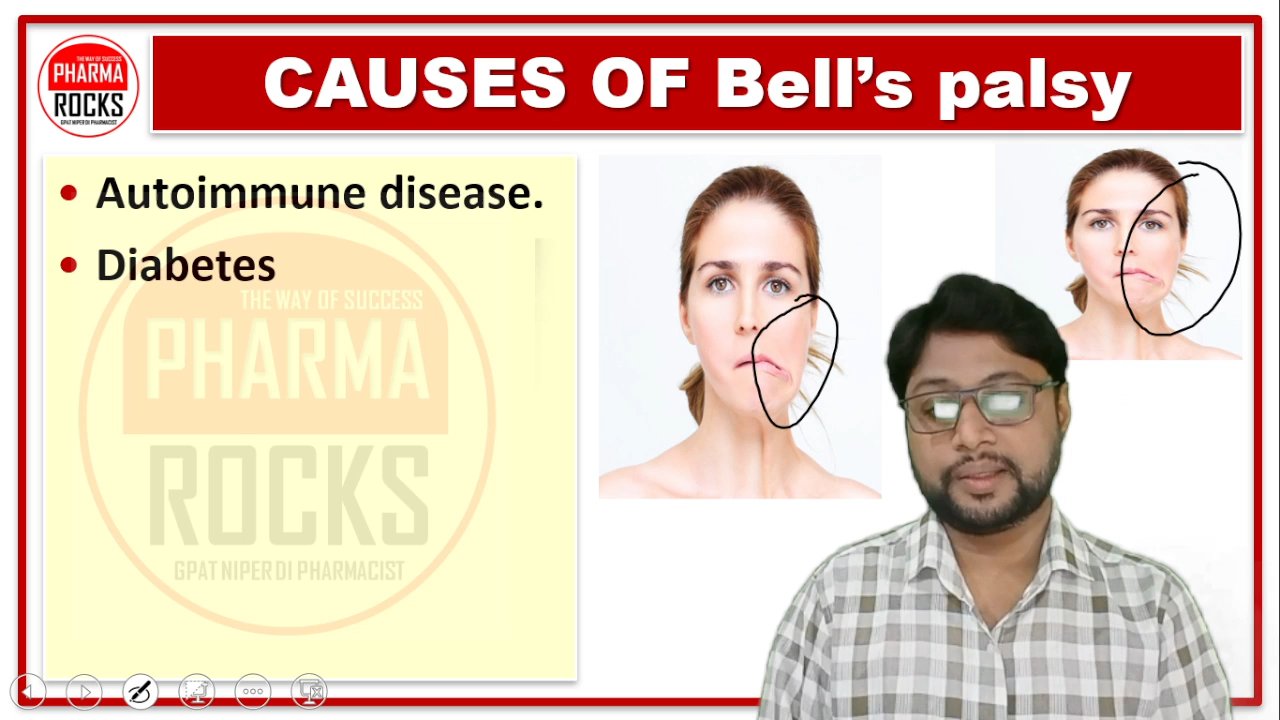 THE WAY OF SUCCESS
PHARMA
ROCKS
GPAT NIPER DI PHARMACIST
CAUSES OF Bell’s palsy
• Autoimmune disease.
• Diabetes
THE WAY OF SUCCESS
PHARMA
ROCKS
GPAT NIPER DI PHARMACIST